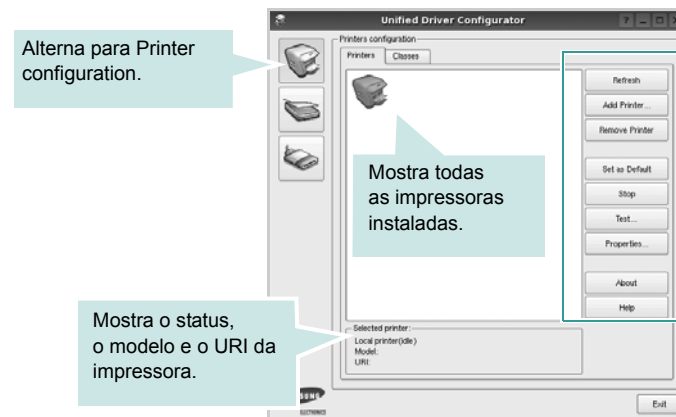 Unified Driver Configurator
Alterna para Printer
configuration.
Printers configuration
Printers
Classes
Refresh
Add Printer...
Remove Printer
Set as Default
Stop
Test...
Properties...
About
Help
Mostra todas
as impressoras
instaladas.
Mostra o status,
o modelo e o URI da
impressora.
Selected printer:
Local printer(idle)
Model:
URI:
Exit